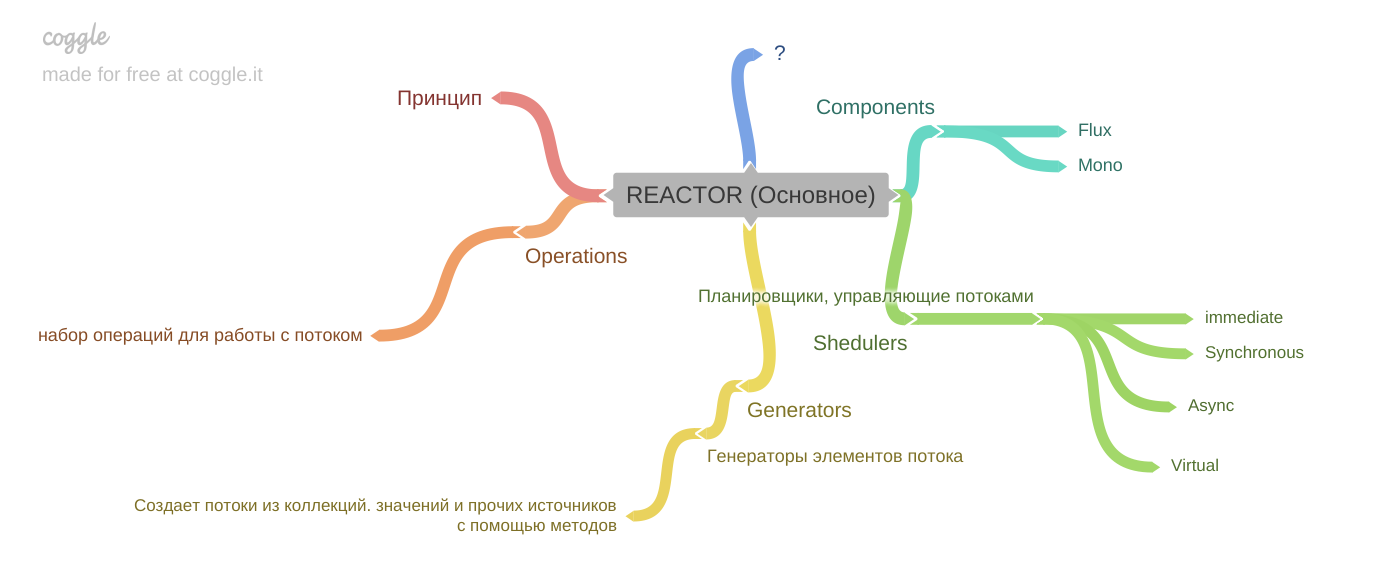 coggle
made for free at coggle.it
?
Принцип
Components
Flux
Mono
REACTOR (Основное)
Operations
набор операций для работы с потоком
Планировщики, управляющие потоками
Shedulers
immediate
Synchronous
Async
Virtual
Generators
Генераторы элементов потока
Создает потоки из коллекций. значений и прочих источников
с помощью методов